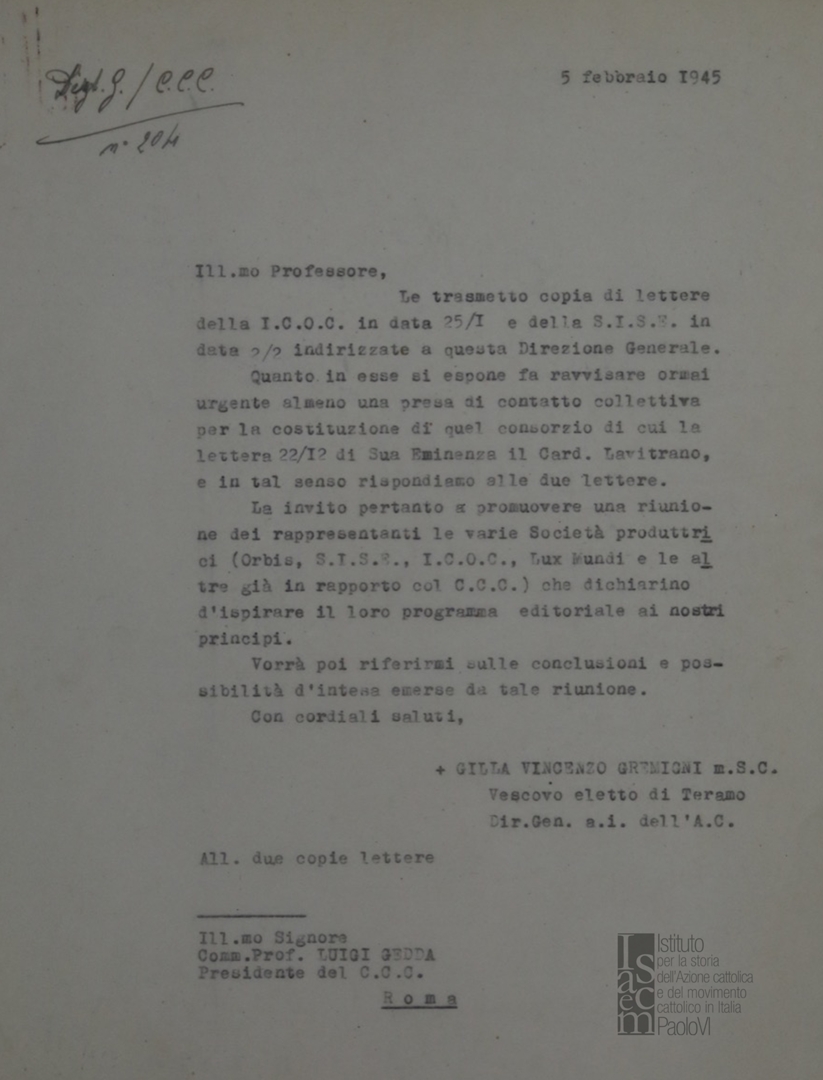 5 febbraio I945
/ C.C.C.
n° 204
Ill.mo Professore,
Le trasmetto copia di lettere
della I.C.O.C. in data 25/I e della S.I.S.E. in
data 2/2 indirizzate a questa Direzione Generale.
Quanto in esse si espone fa ravvisare ormai
urgente almeno una presa di contatto collettiva
per la costituzione di quel consorzio di cui la
lettera 22/I2 di Sua Eminenza il Card. Lavitrano,
e in tal senso rispondiamo alle due lettere.
La invito pertanto a promuovere una riunio-
ne dei rappresentanti le varie Società produttri
ci (Orbis, S.I.S.E., I.C.O.C., Lux Mundi e le al
tre già in rapporto col C.C.C.) che dichiarino
d'ispirare il loro programma editoriale ai nostri
principi.
Vorrà poi riferirmi sulle conclusioni e pos-
sibilità d'intesa emerse da tale riunione.
Con cordiali saluti,
+ GILLA VINCENZO GREMIGNI m.S.C.
Vescovo eletto di Teramo
Dir.Gen. a.i. dell'A.C.
All. due copie lettere
Ill.mo Signore
Comm.Prof. LUIGI GEDDA
Presidente del C.C.C.
Roma
Isacem
Istituto
per la storia
dell'Azione cattolica
e del movimento
cattolico in Italia
PaoloVI